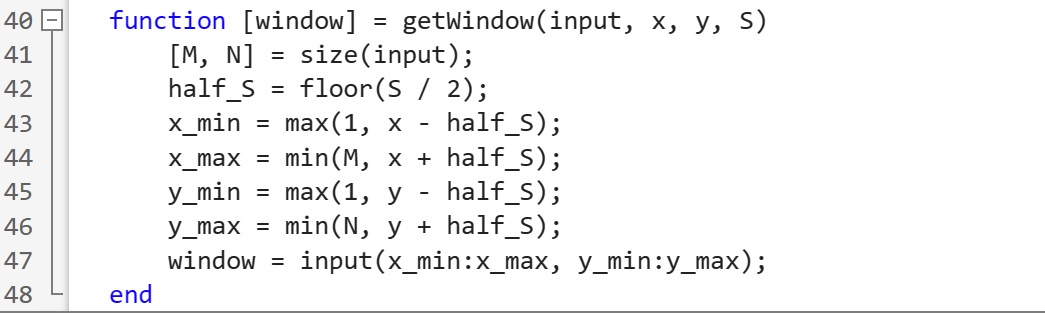 40 function [window] = getWindow(input, x, y, S)
41 [M, N] = size(input);
42 half_S = floor(S / 2);
43 x_min = max(1, x - half_S);
44 x_max = min(M, x + half_S);
45 y_min = max(1, y - half_S);
46 y_max = min(N, y + half_S);
47 window = input(x_min:x_max, y_min:y_max);
48 end